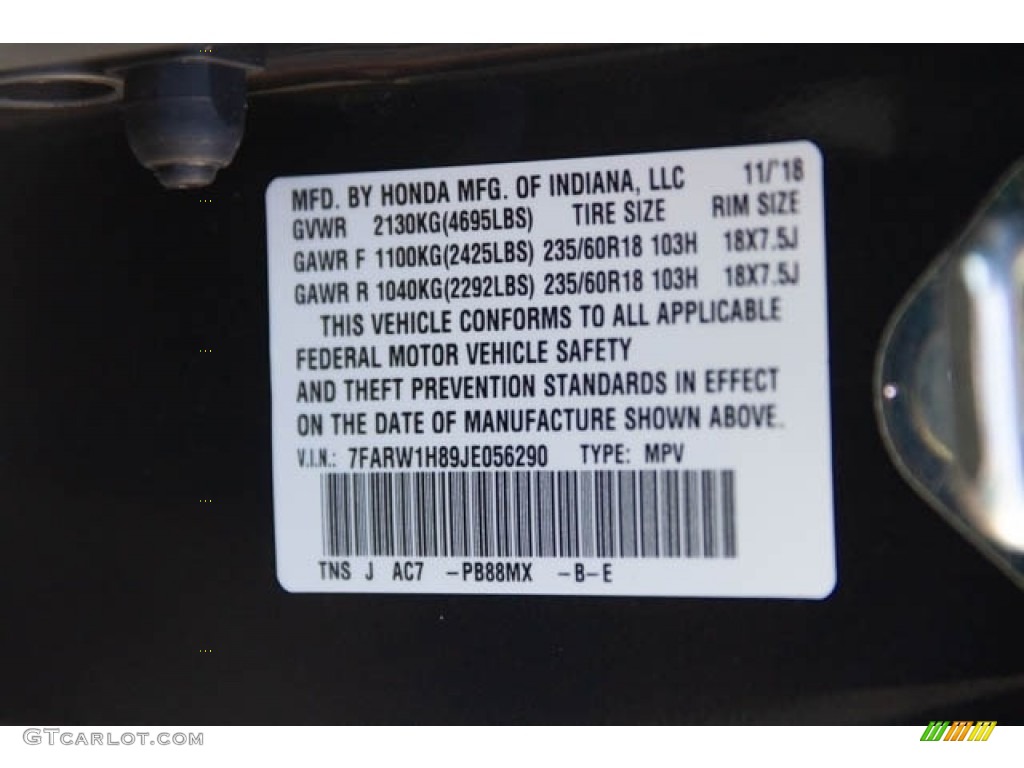 MFD. BY HONDA MFG. OF INDIANA, LLC 11/'18
GVWR 2130KG(4695LBS) TIRE SIZE RIM SIZE
GAWR F 1100KG(2425LBS) 235/60R18 103H 18X7.5J
GAWR R 1040KG(2292LBS) 235/60R18 103H 18X7.5J
THIS VEHICLE CONFORMS TO ALL APPLICABLE
FEDERAL MOTOR VEHICLE SAFETY
AND THEFT PREVENTION STANDARDS IN EFFECT
ON THE DATE OF MANUFACTURE SHOWN ABOVE.
V.I.N.: 7FARW1H89JE056290 TYPE: MPV
TNS J AC7 -PB88MX -B-E
GTCARLOT.COM